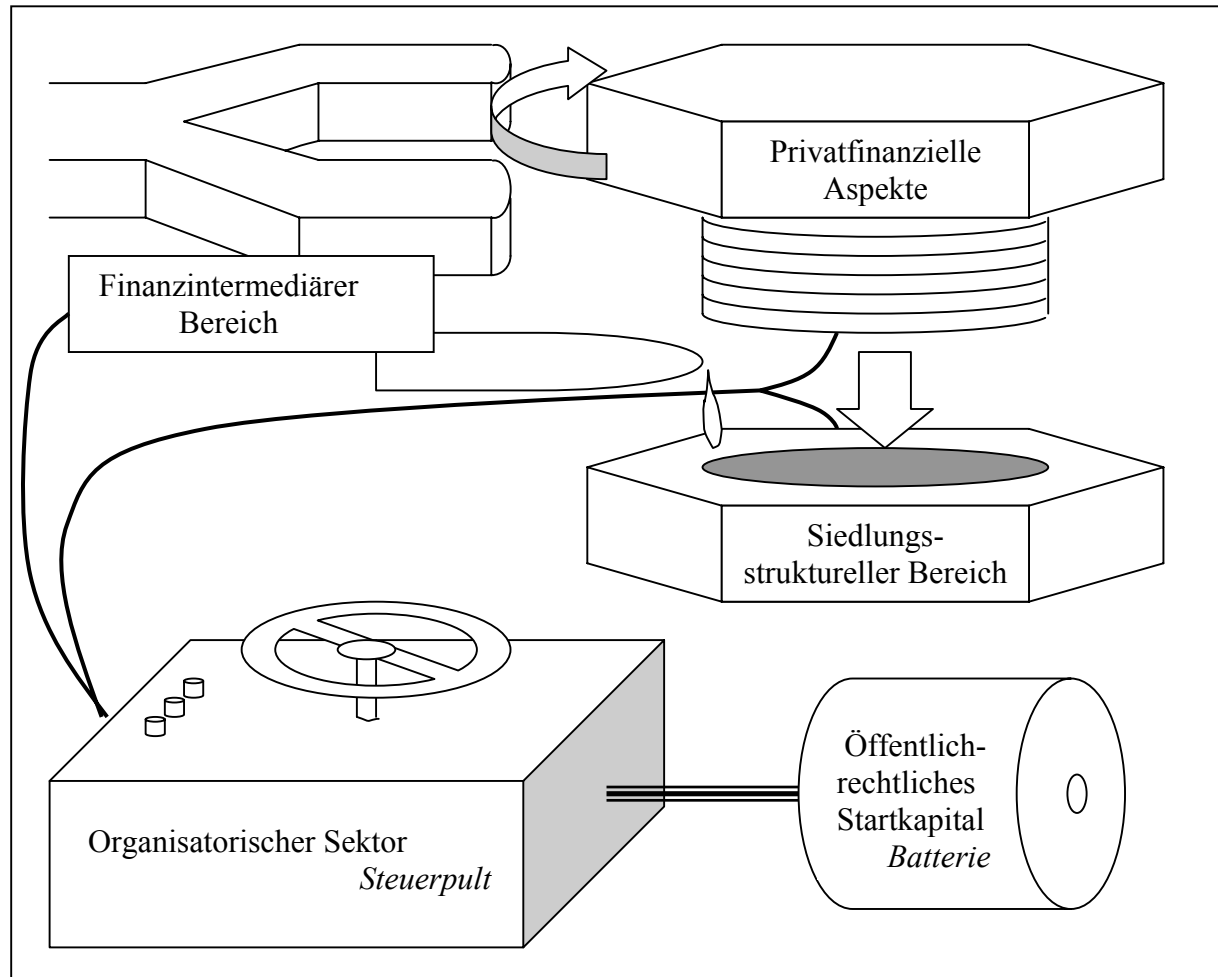 Privatfinanzielle
Aspekte
Finanzintermediärer
Bereich
Siedlungs-
struktureller Bereich
Organisatorischer Sektor
Steuerpult
Öffentlich-
rechtliches
Startkapital
Batterie